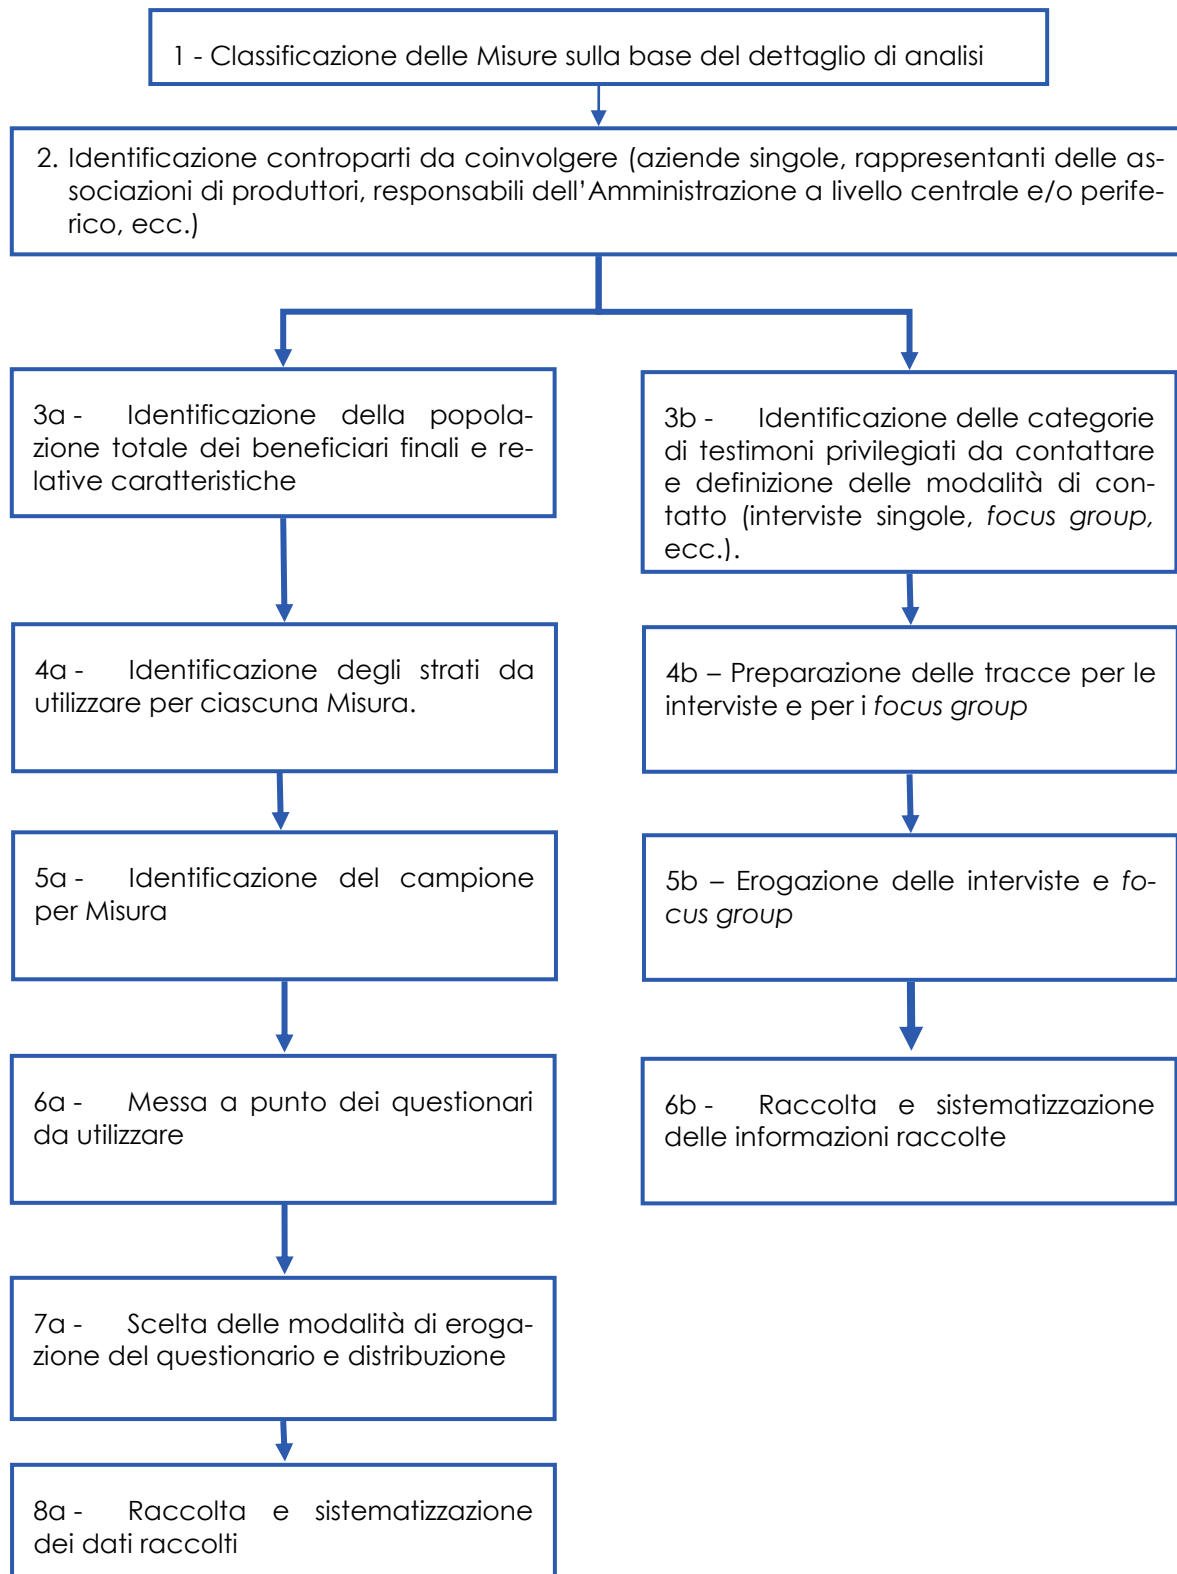 1 - Classificazione delle Misure sulla base del dettaglio di analisi
2. Identificazione controparti da coinvolgere (aziende singole, rappresentanti delle as-
sociazioni di produttori, responsabili dell’Amministrazione a livello centrale e/o perife-
rico, ecc.)
3a - Identificazione della popola-
zione totale dei beneficiari finali e re-
lative caratteristiche
3b - Identificazione delle categorie
di testimoni privilegiati da contattare
e definizione delle modalità di con-
tatto (interviste singole, focus group,
ecc.).
4a - Identificazione degli strati da
utilizzare per ciascuna Misura.
4b – Preparazione delle tracce per le
interviste e per i focus group
5a - Identificazione del campione
per Misura
5b – Erogazione delle interviste e fo-
cus group
6a - Messa a punto dei questionari
da utilizzare
6b - Raccolta e sistematizzazione
delle informazioni raccolte
7a - Scelta delle modalità di eroga-
zione del questionario e distribuzione
8a - Raccolta e sistematizzazione
dei dati raccolti